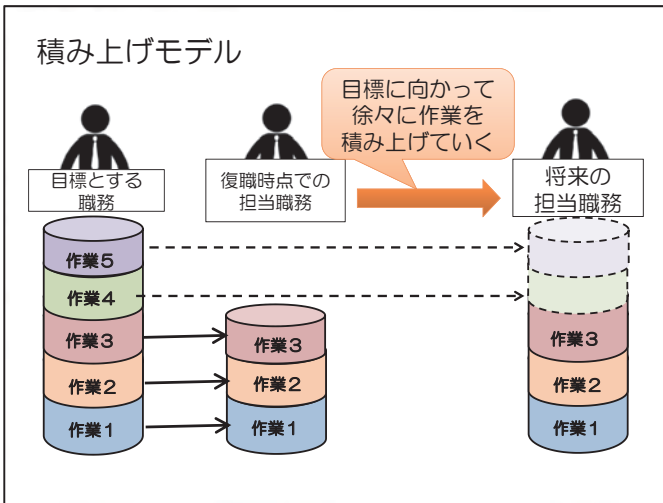 積み上げモデル
目標に向かって
徐々に作業を
積み上げていく
目標とする
職務
復職時点での
担当職務
将来の
担当職務
作業5
作業4
作業3
作業2
作業1
作業3
作業2
作業1
作業3
作業2
作業1